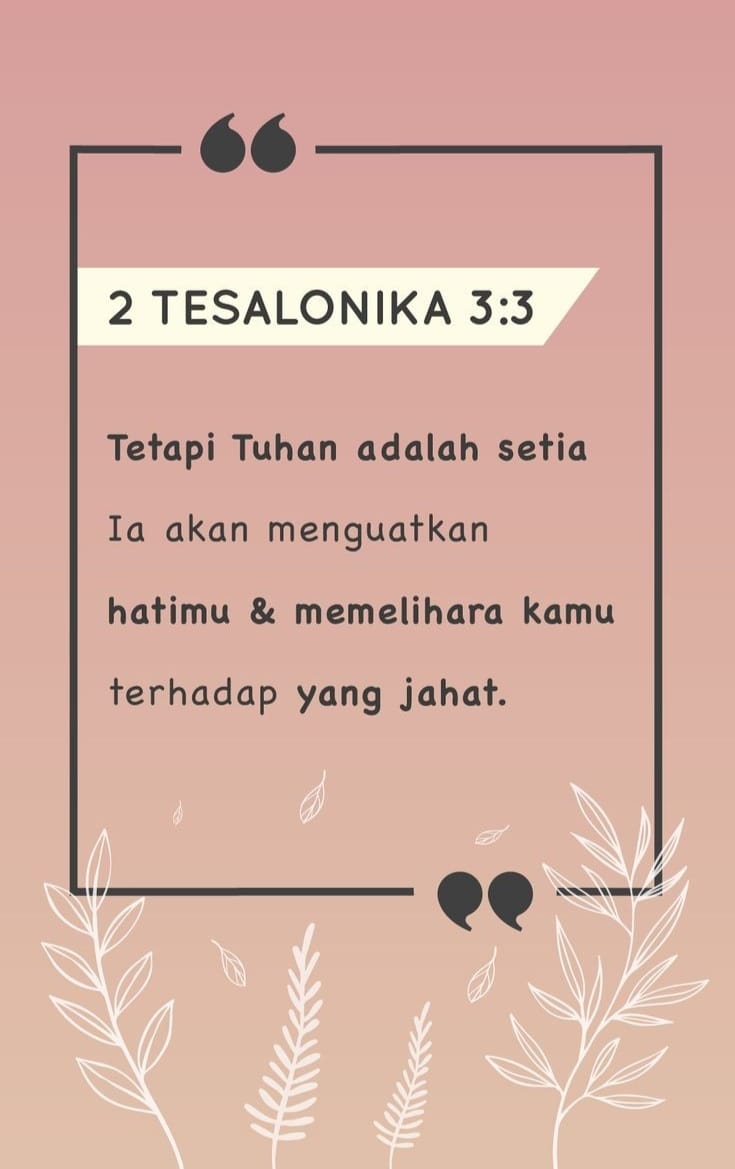 2 TESALONIKA 3:3
Tetapi Tuhan adalah setia
Ia akan menguatkan
hatimu & memelihara kamu
terhadap yang jahat.